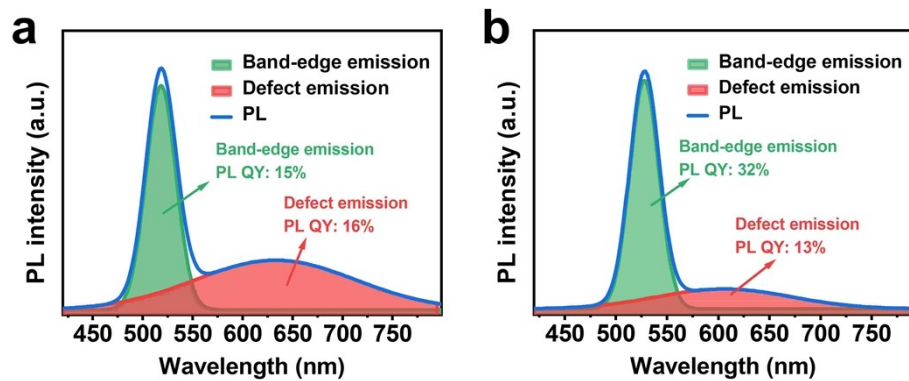 a
Band-edge emission
Defect emission
PL
Band-edge emission
PL QY: 15%
Defect emission
PL QY: 16%
PL intensity (a.u.)
450 500 550 600 650 700 750
Wavelength (nm)
b
Band-edge emission
Defect emission
PL
Band-edge emission
PL QY: 32%
Defect emission
PL QY: 13%
PL intensity (a.u.)
450 500 550 600 650 700 750
Wavelength (nm)